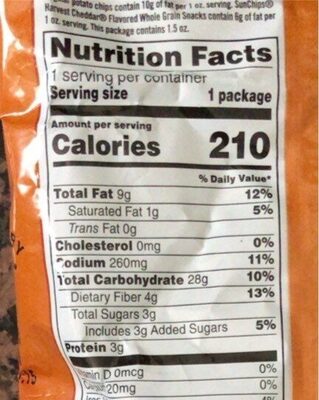 potato chips contain 10g of fat per 1 oz. serving. SunChips®
Harvest Cheddar® Flavored Whole Grain Snacks contain 6g of fat per
1 oz. serving. This package contains 1.5 oz.
Nutrition Facts
1 serving per container
Serving size 1 package
Amount per serving
Calories 210
% Daily Value*
Total Fat 9g 12%
Saturated Fat 1g 5%
Trans Fat 0g
Cholesterol 0mg 0%
Sodium 260mg 11%
Total Carbohydrate 28g 10%
Dietary Fiber 4g 13%
Total Sugars 3g
Includes 3g Added Sugars 5%
Protein 3g
D 0mcg 0%
20mg 0%